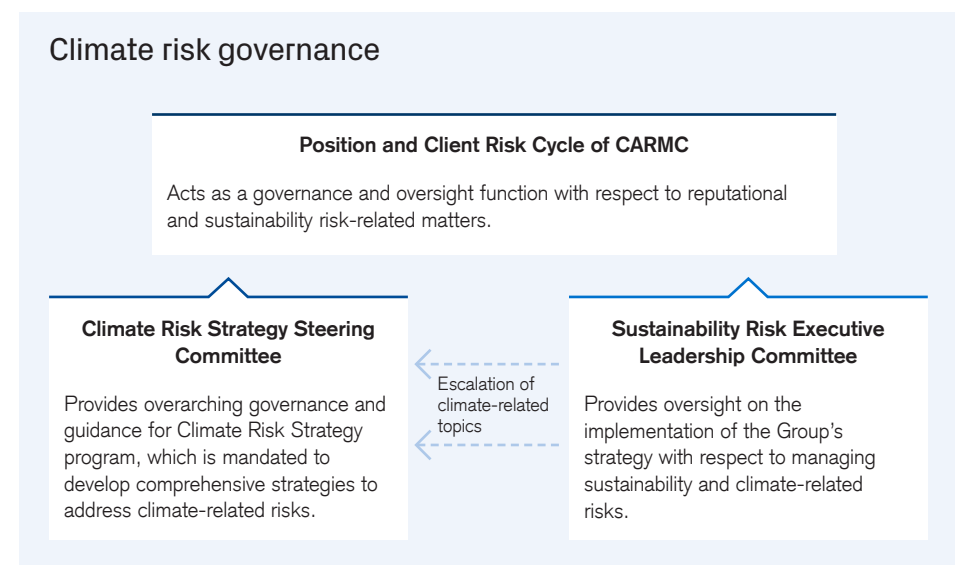 Climate risk governance
Position and Client Risk Cycle of CARMC
Acts as a governance and oversight function with respect to reputational
and sustainability risk-related matters.
Climate Risk Strategy Steering
Committee
Provides overarching governance and
guidance for Climate Risk Strategy
program, which is mandated to
develop comprehensive strategies to
address climate-related risks.
Escalation of
climate-related
topics
Sustainability Risk Executive
Leadership Committee
Provides oversight on the
implementation of the Group’s
strategy with respect to managing
sustainability and climate-related
risks.